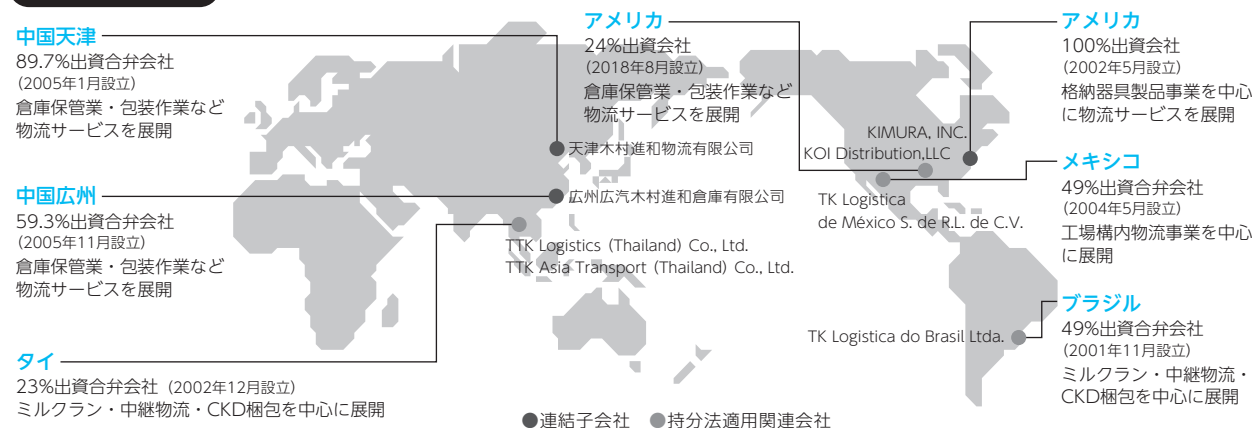 中国天津
89.7%出資合弁会社
(2005年1月設立)
倉庫保管業・包装作業など
物流サービスを展開
中国広州
59.3%出資合弁会社
(2005年11月設立)
倉庫保管業・包装作業など
物流サービスを展開
タイ
23%出資合弁会社 (2002年12月設立)
ミルクラン・中継物流・CKD梱包を中心に展開
アメリカ
24%出資会社
(2018年8月設立)
倉庫保管業・包装作業など
物流サービスを展開
アメリカ
100%出資会社
(2002年5月設立)
格納器具製品事業を中心
に物流サービスを展開
メキシコ
49%出資合弁会社
(2004年5月設立)
工場構内物流事業を中心
に展開
ブラジル
49%出資合弁会社
(2001年11月設立)
ミルクラン・中継物流・
CKD梱包を中心に展開
天津木村進和物流有限公司
広州広汽木村進和倉庫有限公司
TTK Logistics (Thailand) Co., Ltd.
TTK Asia Transport (Thailand) Co., Ltd.
KIMURA, INC.
KOI Distribution,LLC
TK Logistica
de México S. de R.L. de C.V.
TK Logistica do Brasil Ltda.
●連結子会社 ●持分法適用関連会社